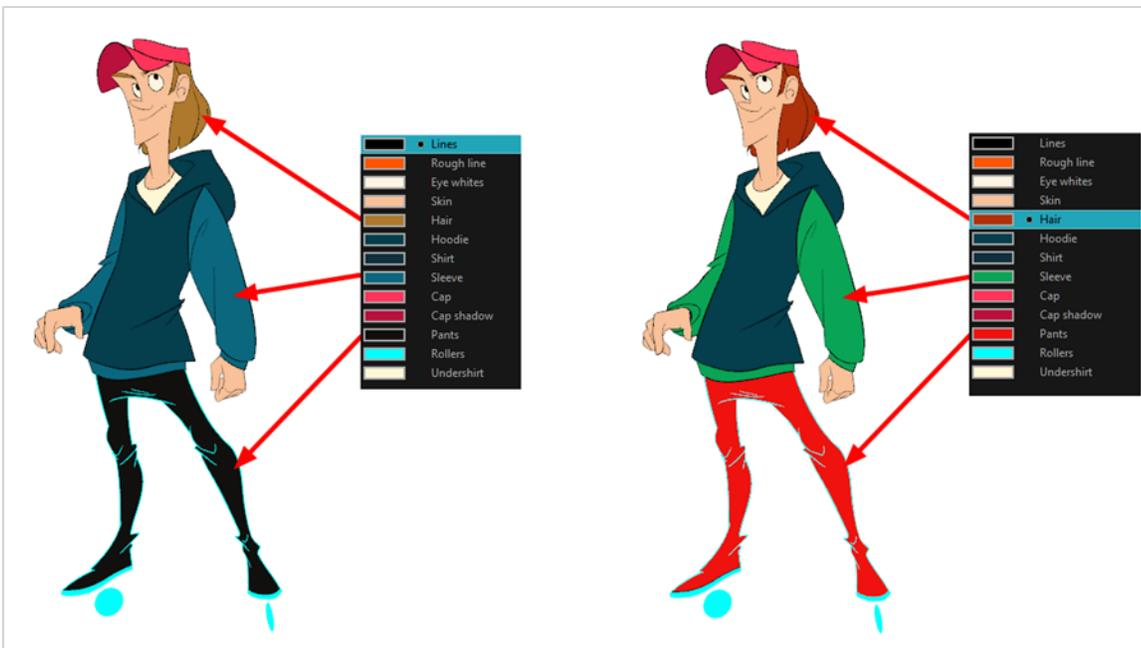 Lines
Rough line
Eye whites
Skin
Hair
Hoodie
Shirt
Sleeve
Cap
Cap shadow
Pants
Rollers
Undershirt
Lines
Rough line
Eye whites
Skin
Hair
Hoodie
Shirt
Sleeve
Cap
Cap shadow
Pants
Rollers
Undershirt